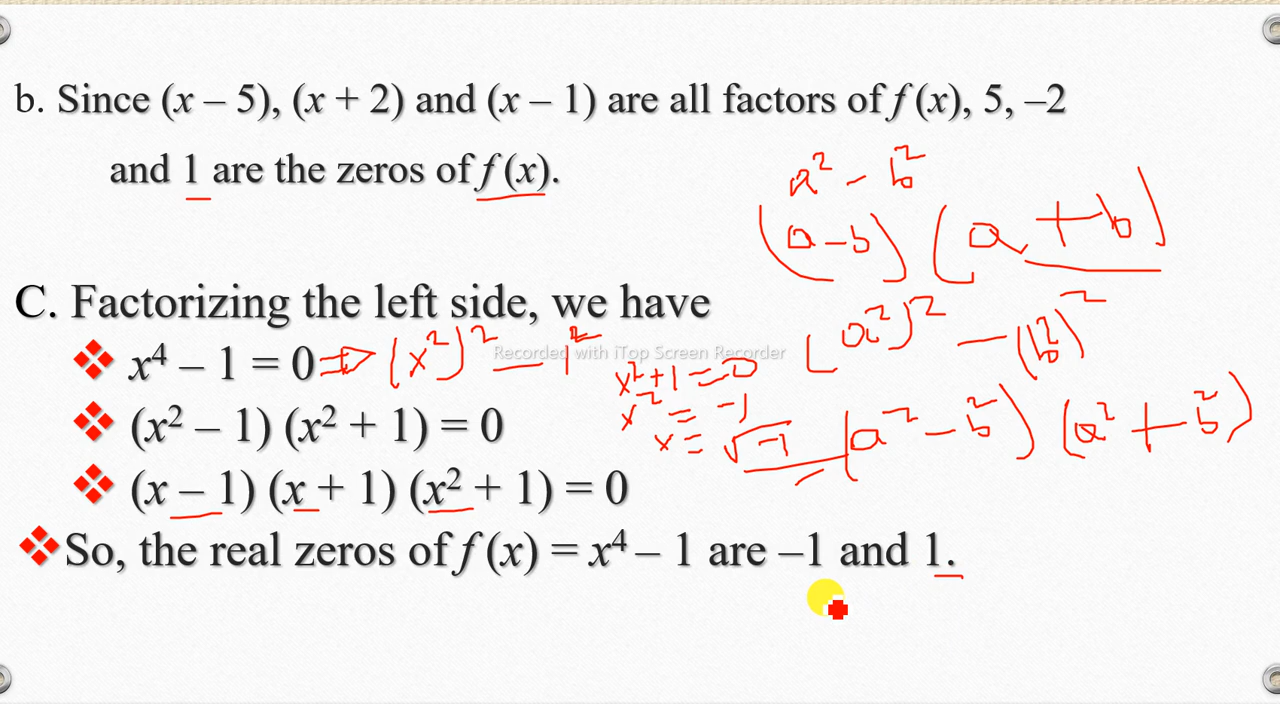 b. Since (x – 5), (x + 2) and (x – 1) are all factors of f (x), 5, –2
and 1 are the zeros of f (x).
a² – b²
(a – b) (a + b)
C. Factorizing the left side, we have
(a²)² – (b²)²
❖ x⁴ – 1 = 0 ⇒ (x²)² – 1²
Recorded with iTop Screen Recorder
x² + 1 = 0
x² = –1
x = √–1
(a² – b²) (a² + b²)
❖ (x² – 1) (x² + 1) = 0
❖ (x – 1) (x + 1) (x² + 1) = 0
❖ So, the real zeros of f (x) = x⁴ – 1 are –1 and 1.